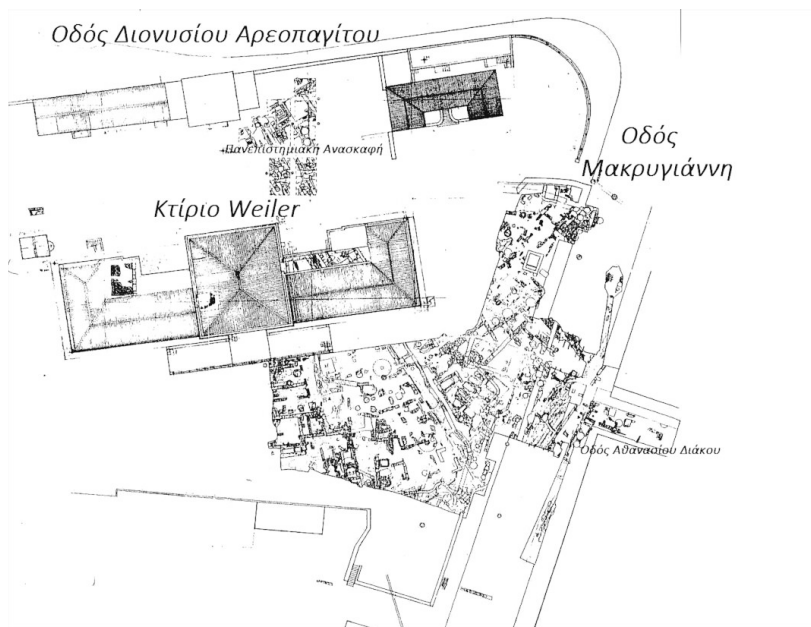 Οδός Διονυσίου Αρεοπαγίτου
Οδός
Μακρυγιάννη
Πανεπιστημιακή Ανασκαφή
Κτίριο Weiler
Οδός Αθανασίου Διάκου